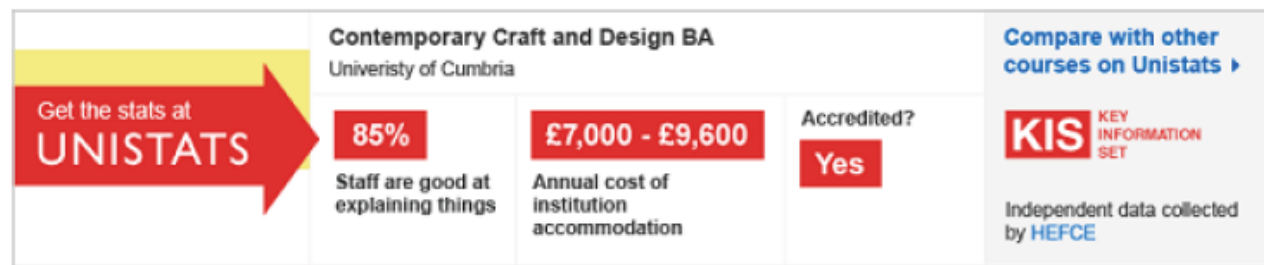 Get the stats at
UNISTATS
Contemporary Craft and Design BA
Univeristy of Cumbria
85%
Staff are good at
explaining things
£7,000 - £9,600
Annual cost of
institution
accommodation
Accredited?
Yes
Compare with other
courses on Unistats
KIS
KEY
INFORMATION
SET
Independent data collected
by HEFCE